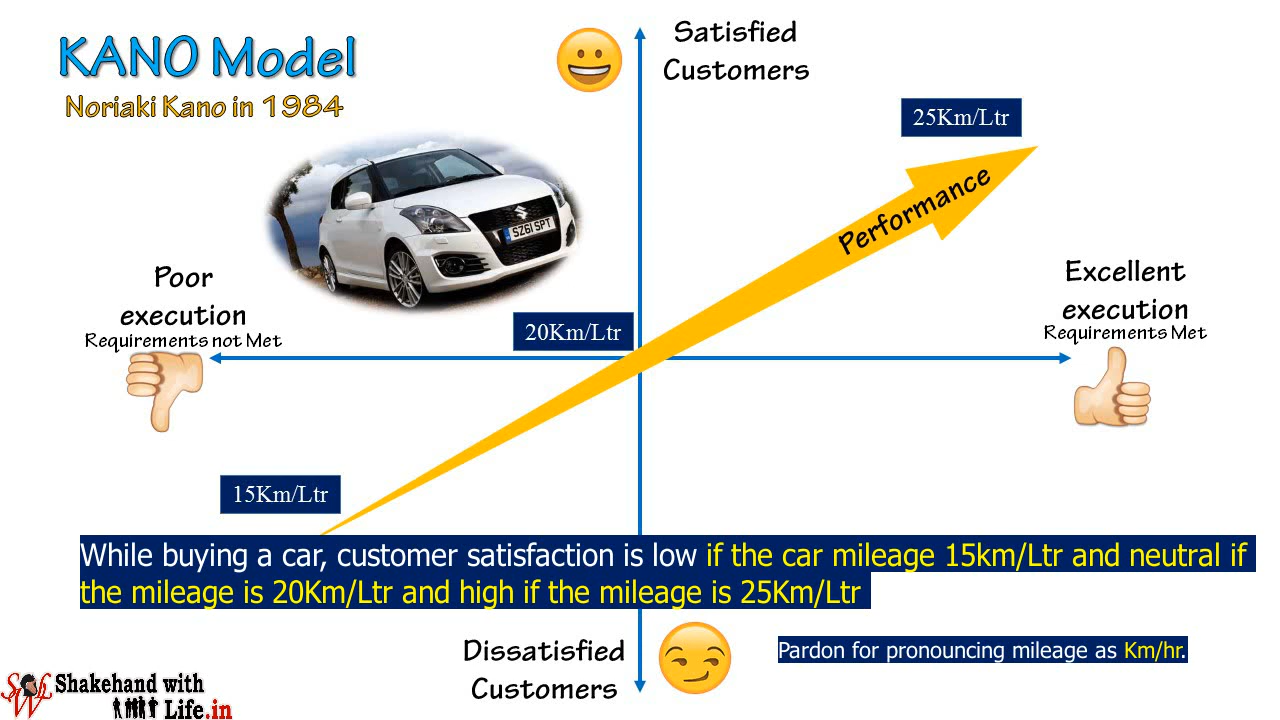 KANO Model
Noriaki Kano in 1984
Satisfied
Customers
25Km/Ltr
Performance
SZ61 SPT
Poor
execution
Requirements not Met
Excellent
execution
Requirements Met
20Km/Ltr
15Km/Ltr
While buying a car, customer satisfaction is low if the car mileage 15km/Ltr and neutral if
the mileage is 20Km/Ltr and high if the mileage is 25Km/Ltr
Dissatisfied
Customers
Pardon for pronouncing mileage as Km/hr.
Shakehand with
Life.in